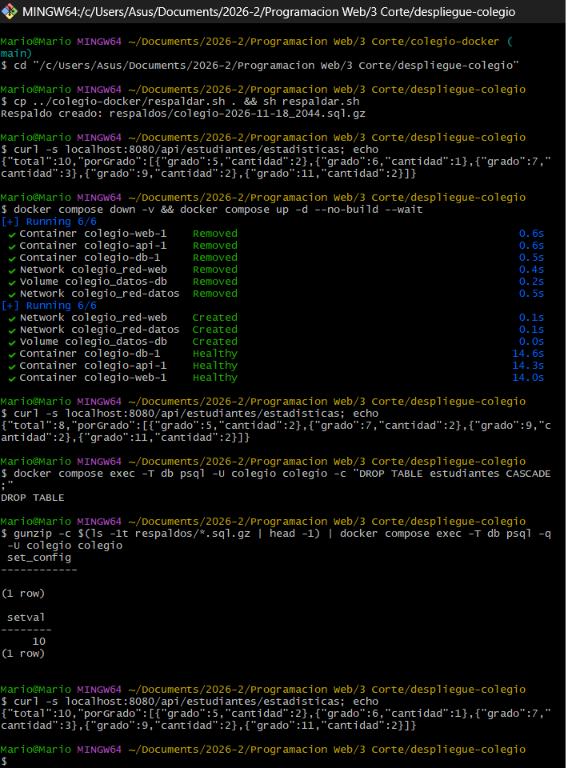 MINGW64:/c/Users/Asus/Documents/2026-2/Programacion Web/3 Corte/despliegue-colegio
Mario@Mario MINGW64 ~/Documents/2026-2/Programacion Web/3 Corte/colegio-docker (
main)
$ cd "/c/Users/Asus/Documents/2026-2/Programacion Web/3 Corte/despliegue-colegio"
Mario@Mario MINGW64 ~/Documents/2026-2/Programacion Web/3 Corte/despliegue-colegio
$ cp ../colegio-docker/respaldar.sh . && sh respaldar.sh
Respaldo creado: respaldos/colegio-2026-11-18_2044.sql.gz
Mario@Mario MINGW64 ~/Documents/2026-2/Programacion Web/3 Corte/despliegue-colegio
$ curl -s localhost:8080/api/estudiantes/estadisticas; echo
{"total":10,"porGrado":[{"grado":5,"cantidad":2},{"grado":6,"cantidad":1},{"grado":7,"
cantidad":3},{"grado":9,"cantidad":2},{"grado":11,"cantidad":2}]}
Mario@Mario MINGW64 ~/Documents/2026-2/Programacion Web/3 Corte/despliegue-colegio
$ docker compose down -v && docker compose up -d --no-build --wait
[+] Running 6/6
✔ Container colegio-web-1 Removed 0.6s
✔ Container colegio-api-1 Removed 0.6s
✔ Container colegio-db-1 Removed 0.5s
✔ Network colegio_red-web Removed 0.4s
✔ Volume colegio_datos-db Removed 0.2s
✔ Network colegio_red-datos Removed 0.5s
[+] Running 6/6
✔ Network colegio_red-web Created 0.1s
✔ Network colegio_red-datos Created 0.1s
✔ Volume colegio_datos-db Created 0.0s
✔ Container colegio-db-1 Healthy 14.6s
✔ Container colegio-api-1 Healthy 14.3s
✔ Container colegio-web-1 Healthy 14.0s
Mario@Mario MINGW64 ~/Documents/2026-2/Programacion Web/3 Corte/despliegue-colegio
$ curl -s localhost:8080/api/estudiantes/estadisticas; echo
{"total":8,"porGrado":[{"grado":5,"cantidad":2},{"grado":7,"cantidad":2},{"grado":9,"c
antidad":2},{"grado":11,"cantidad":2}]}
Mario@Mario MINGW64 ~/Documents/2026-2/Programacion Web/3 Corte/despliegue-colegio
$ docker compose exec -T db psql -U colegio colegio -c "DROP TABLE estudiantes CASCADE
;"
DROP TABLE
Mario@Mario MINGW64 ~/Documents/2026-2/Programacion Web/3 Corte/despliegue-colegio
$ gunzip -c $(ls -1t respaldos/*.sql.gz | head -1) | docker compose exec -T db psql -q
-U colegio colegio
set_config
------------
(1 row)
setval
--------
10
(1 row)
Mario@Mario MINGW64 ~/Documents/2026-2/Programacion Web/3 Corte/despliegue-colegio
$ curl -s localhost:8080/api/estudiantes/estadisticas; echo
{"total":10,"porGrado":[{"grado":5,"cantidad":2},{"grado":6,"cantidad":1},{"grado":7,"
cantidad":3},{"grado":9,"cantidad":2},{"grado":11,"cantidad":2}]}
Mario@Mario MINGW64 ~/Documents/2026-2/Programacion Web/3 Corte/despliegue-colegio
$